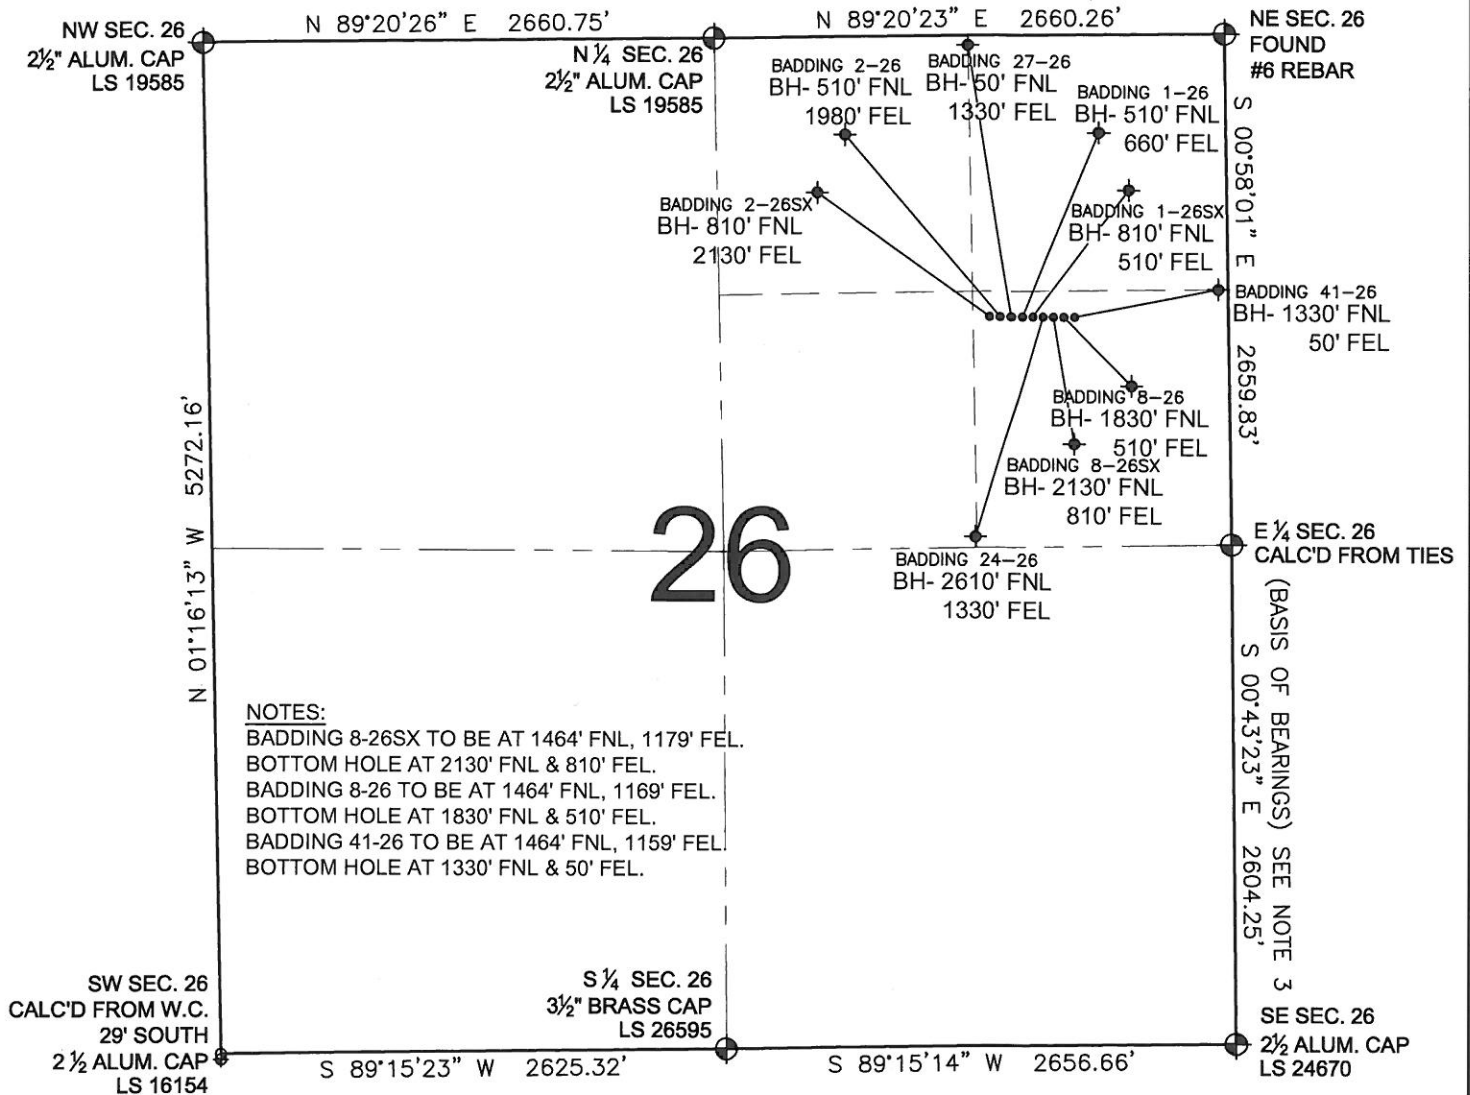 N 89°20'26" E 2660.75'
N 89°20'23" E 2660.26'
NW SEC. 26
2½" ALUM. CAP
LS 19585
N ¼ SEC. 26
2½" ALUM. CAP
LS 19585
NE SEC. 26
FOUND
#6 REBAR
BADDING 2-26
BH- 510' FNL
1980' FEL
BADDING 27-26
BH- 50' FNL
1330' FEL
BADDING 1-26
BH- 510' FNL
660' FEL
BADDING 2-26SX
BH- 810' FNL
2130' FEL
BADDING 1-26SX
BH- 810' FNL
510' FEL
S 00°58'01" E 2659.83'
BADDING 41-26
BH- 1330' FNL
50' FEL
BADDING 8-26
BH- 1830' FNL
510' FEL
BADDING 8-26SX
BH- 2130' FNL
810' FEL
N 01°16'13" W 5272.16'
26
BADDING 24-26
BH- 2610' FNL
1330' FEL
E ¼ SEC. 26
CALC'D FROM TIES
(BASIS OF BEARINGS) SEE NOTE 3
S 00°43'23" E 2604.25'
NOTES:
BADDING 8-26SX TO BE AT 1464' FNL, 1179' FEL.
BOTTOM HOLE AT 2130' FNL & 810' FEL.
BADDING 8-26 TO BE AT 1464' FNL, 1169' FEL.
BOTTOM HOLE AT 1830' FNL & 510' FEL.
BADDING 41-26 TO BE AT 1464' FNL, 1159' FEL.
BOTTOM HOLE AT 1330' FNL & 50' FEL.
SW SEC. 26
CALC'D FROM W.C.
29' SOUTH
2 ½ ALUM. CAP
LS 16154
S ¼ SEC. 26
3½" BRASS CAP
LS 26595
SE SEC. 26
2½ ALUM. CAP
LS 24670
S 89°15'23" W 2625.32'
S 89°15'14" W 2656.66'